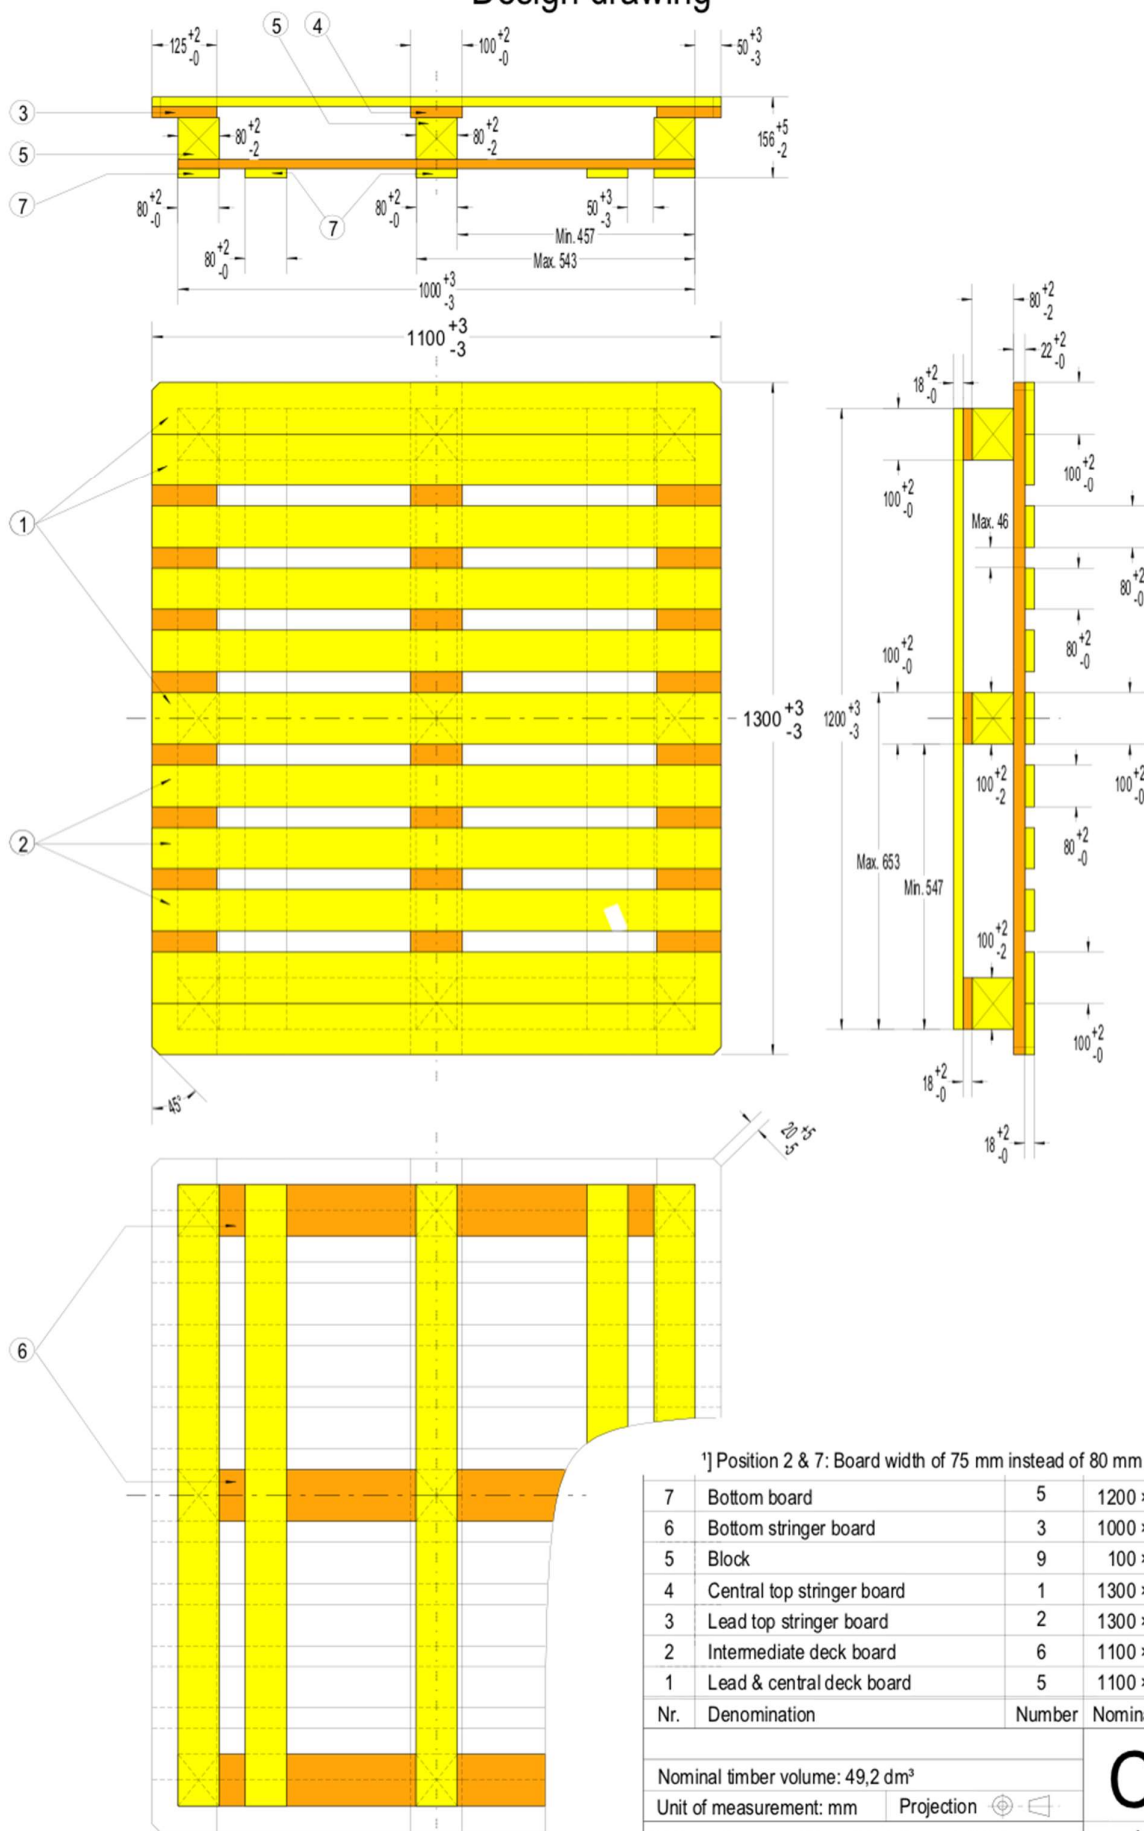 Design drawing
5 4
125 +2 -0
100 +2 -0
50 +3 -3
3
80 +2 -2
80 +2 -2
156 +5 -2
5
7
80 +2 -0
7
80 +2 -0
50 +3 -3
Min. 457
80 +2 -0
Max. 543
1000 +3 -3
80 +2 -2
1100 +3 -3
22 +2 -0
18 +2 -0
100 +2 -0
100 +2 -0
1
Max. 46
80 +2 -0
80 +2 -0
100 +2 -0
1300 +3 -3
1200 +3 -3
100 +2 -2
100 +2 -0
2
80 +2 -0
Max. 653
Min. 547
100 +2 -2
100 +2 -0
18 +2 -0
45°
20 +5 -5
18 +2 -0
6
¹] Position 2 & 7: Board width of 75 mm instead of 80 mm
7 Bottom board 5 1200 ×
6 Bottom stringer board 3 1000 ×
5 Block 9 100 ×
4 Central top stringer board 1 1300 ×
3 Lead top stringer board 2 1300 ×
2 Intermediate deck board 6 1100 ×
1 Lead & central deck board 5 1100 ×
Nr. Denomination Number
Nominal timber volume: 49,2 dm³
Unit of measurement: mm Projection